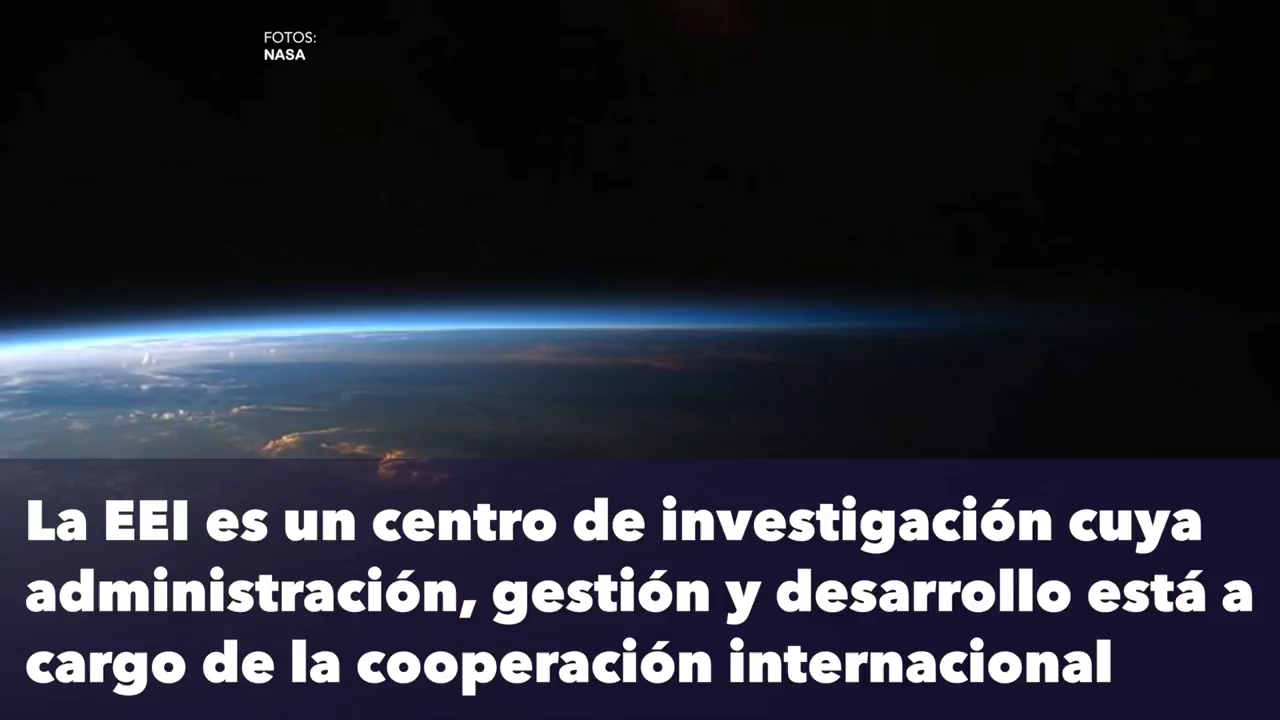 FOTOS:
NASA
La EEI es un centro de investigación cuya
administración, gestión y desarrollo está a
cargo de la cooperación internacional